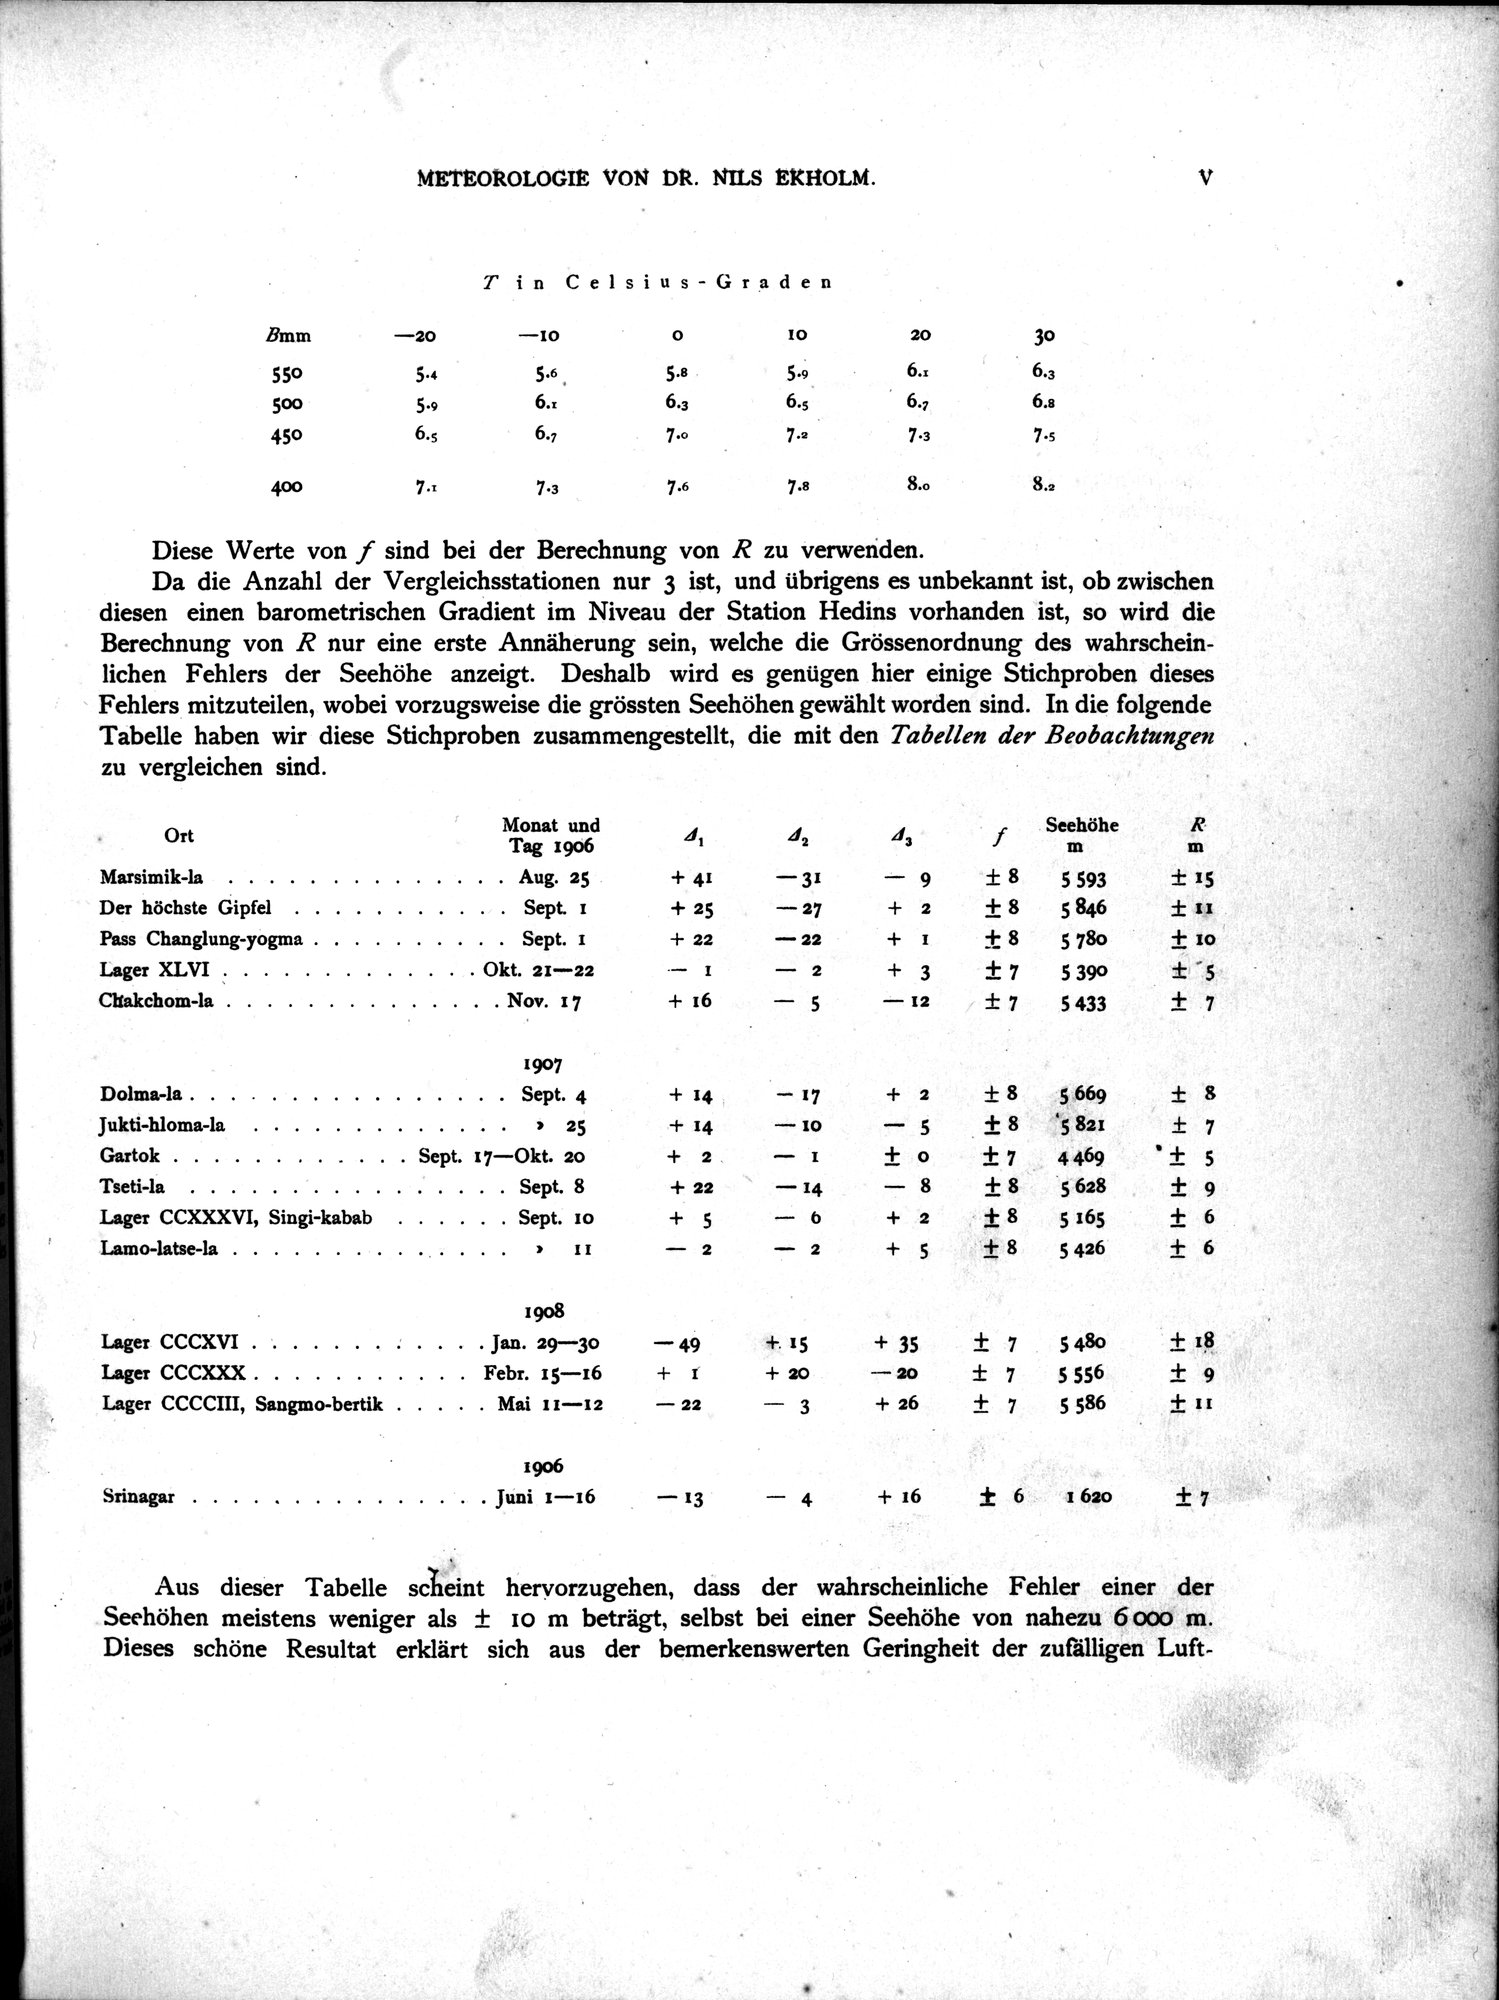 METEOROLOGIE VON DR. NILS EKHOLM. V
T in Celsius-Graden
Bmm —20 —10 0 10 20 30
550 5.4 5.6 5.8 5.9 6.1 6.3
500 5.9 6.1 6.3 6.5 6.7 6.8
450 6.5 6.7 7.0 7.2 7.3 7.5
400 7.1 7.3 7.6 7.8 8.0 8.2
Diese Werte von f sind bei der Berechnung von R zu verwenden.
Da die Anzahl der Vergleichsstationen nur 3 ist, und übrigens es unbekannt ist, ob zwischen
diesen einen barometrischen Gradient im Niveau der Station Hedins vorhanden ist, so wird die
Berechnung von R nur eine erste Annäherung sein, welche die Grössenordnung des wahrschein-
lichen Fehlers der Seehöhe anzeigt. Deshalb wird es genügen hier einige Stichproben dieses
Fehlers mitzuteilen, wobei vorzugsweise die grössten Seehöhen gewählt worden sind. In die folgende
Tabelle haben wir diese Stichproben zusammengestellt, die mit den Tabellen der Beobachtungen
zu vergleichen sind.
Ort Monat und Tag 1906 Δ1 Δ2 Δ3 f Seehöhe m R m
Marsimik-la . . . . . . . . . . . . . . Aug. 25 + 41 — 31 — 9 ± 8 5 593 ± 15
Der höchste Gipfel . . . . . . . . . . . Sept. 1 + 25 — 27 + 2 ± 8 5 846 ± 11
Pass Changlung-yogma . . . . . . . . . . Sept. 1 + 22 — 22 + 1 ± 8 5 780 ± 10
Lager XLVI . . . . . . . . . . . . . Okt. 21—22 — 1 — 2 + 3 ± 7 5 390 ± 5
Chakchom-la . . . . . . . . . . . . . . Nov. 17 + 16 — 5 — 12 ± 7 5 433 ± 7
1907
Dolma-la . . . . . . . . . . . . . . . . Sept. 4 + 14 — 17 + 2 ± 8 5 669 ± 8
Jukti-hloma-la . . . . . . . . . . . . . » 25 + 14 — 10 — 5 ± 8 5 821 ± 7
Gartok . . . . . . . . . . . . Sept. 17—Okt. 20 + 2 — 1 ± 0 ± 7 4 469 ± 5
Tseti-la . . . . . . . . . . . . . . . . Sept. 8 + 22 — 14 — 8 ± 8 5 628 ± 9
Lager CCXXXVI, Singi-kabab . . . . . . Sept. 10 + 5 — 6 + 2 ± 8 5 165 ± 6
Lamo-latse-la . . . . . . . . . . . . . . » 11 — 2 — 2 + 5 ± 8 5 426 ± 6
1908
Lager CCCXVI . . . . . . . . . . . . Jan. 29—30 — 49 + 15 + 35 ± 7 5 480 ± 18
Lager CCCXXX . . . . . . . . . . . Febr. 15—16 + 1 + 20 — 20 ± 7 5 556 ± 9
Lager CCCCIII, Sangmo-bertik . . . . . Mai 11—12 — 22 — 3 + 26 ± 7 5 586 ± 11
1906
Srinagar . . . . . . . . . . . . . . . Juni 1—16 — 13 — 4 + 16 ± 6 1 620 ± 7
Aus dieser Tabelle scheint hervorzugehen, dass der wahrscheinliche Fehler einer der
Seehöhen meistens weniger als ± 10 m beträgt, selbst bei einer Seehöhe von nahezu 6 000 m.
Dieses schöne Resultat erklärt sich aus der bemerkenswerten Geringheit der zufälligen Luft-